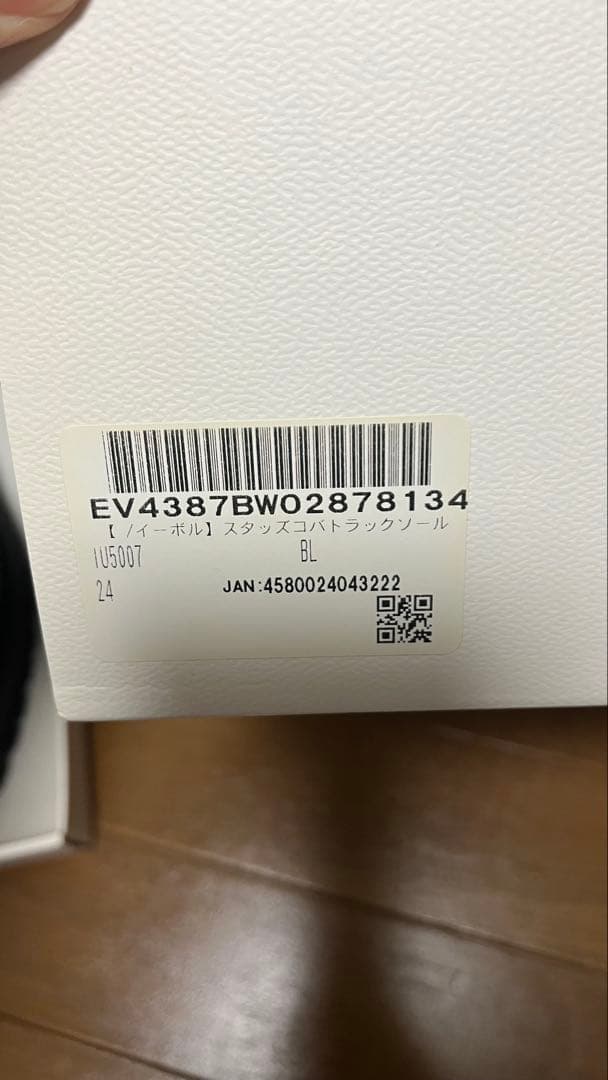 EV4387BW02878134
【 /イーボル】スタッズコバトラックソール
IU5007 BL
24 JAN:4580024043222